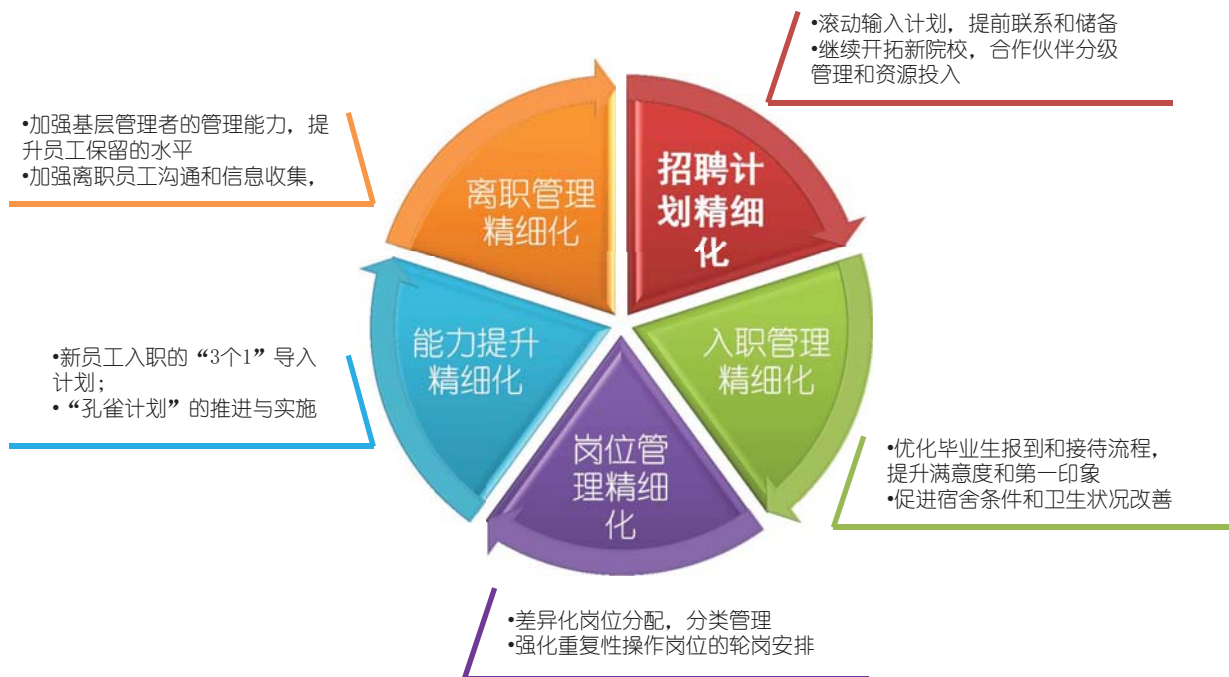 •滚动输入计划，提前联系和储备
•继续开拓新院校，合作伙伴分级
管理和资源投入
•加强基层管理者的管理能力，提
升员工保留的水平
•加强离职员工沟通和信息收集，
离职管理
精细化
招聘计
划精细
化
能力提升
精细化
入职管理
精细化
•新员工入职的“3个1”导入
计划；
•“孔雀计划”的推进与实施
岗位管
理精细
化
•优化毕业生报到和接待流程，
提升满意度和第一印象
•促进宿舍条件和卫生状况改善
•差异化岗位分配，分类管理
•强化重复性操作岗位的轮岗安排